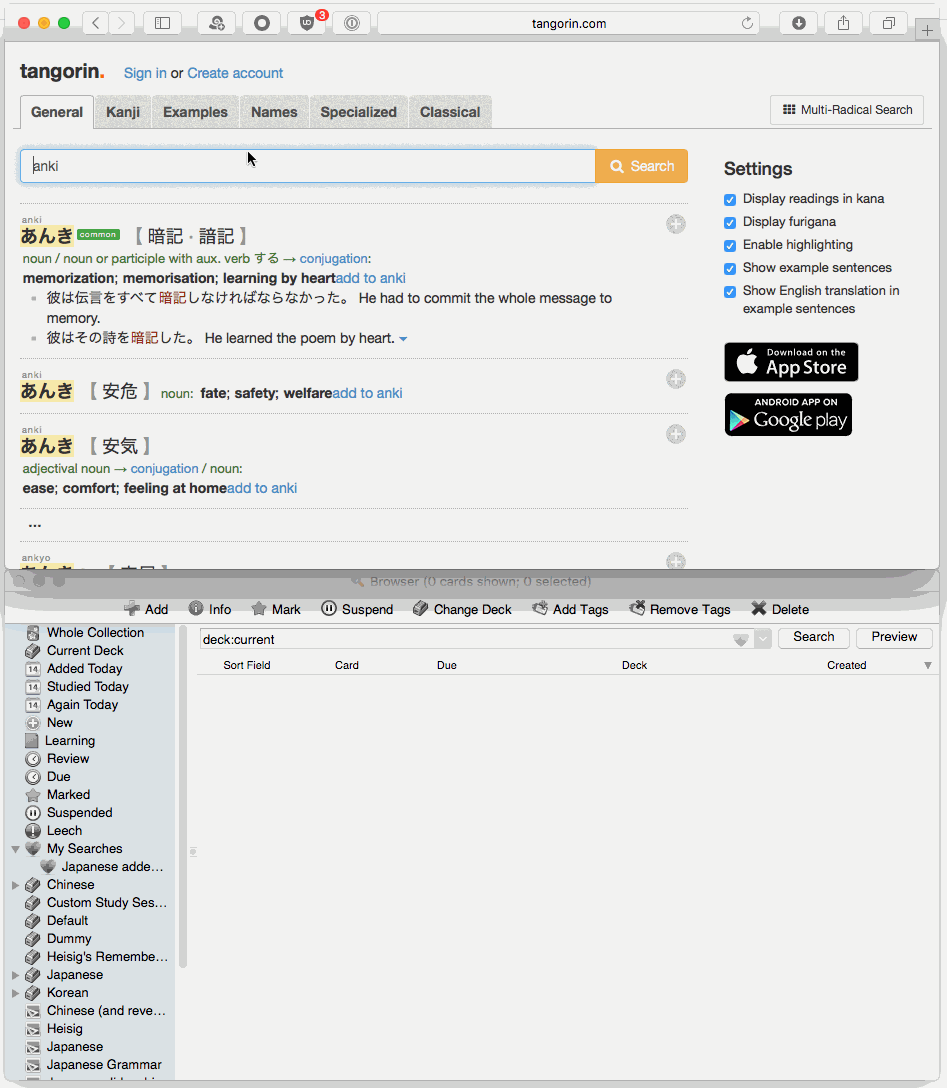 3
tangorin.com
tangorin. Sign in or Create account
General Kanji Examples Names Specialized Classical
Multi-Radical Search
anki
Search
anki
あんき common 【 暗記 · 諳記 】
noun / noun or participle with aux. verb する → conjugation:
memorization; memorisation; learning by heartadd to anki
彼は伝言をすべて暗記しなければならなかった。 He had to commit the whole message to
memory.
彼はその詩を暗記した。 He learned the poem by heart.
anki
あんき 【 安危 】 noun: fate; safety; welfareadd to anki
anki
あんき 【 安気 】
adjectival noun → conjugation / noun:
ease; comfort; feeling at homeadd to anki
...
ankyo
Settings
Display readings in kana
Display furigana
Enable highlighting
Show example sentences
Show English translation in
example sentences
Download on the
App Store
ANDROID APP ON
Google play
Browser (0 cards shown; 0 selected)
Add Info Mark Suspend Change Deck Add Tags Remove Tags Delete
Whole Collection
Current Deck
14 Added Today
14 Studied Today
14 Again Today
New
Learning
Review
Due
Marked
Suspended
Leech
My Searches
Japanese adde...
Chinese
Custom Study Ses...
Default
Dummy
Heisig's Remembe...
Japanese
Korean
Chinese (and reve...
Heisig
Japanese
Japanese Grammar
deck:current
Search Preview
Sort Field Card Due Deck Created